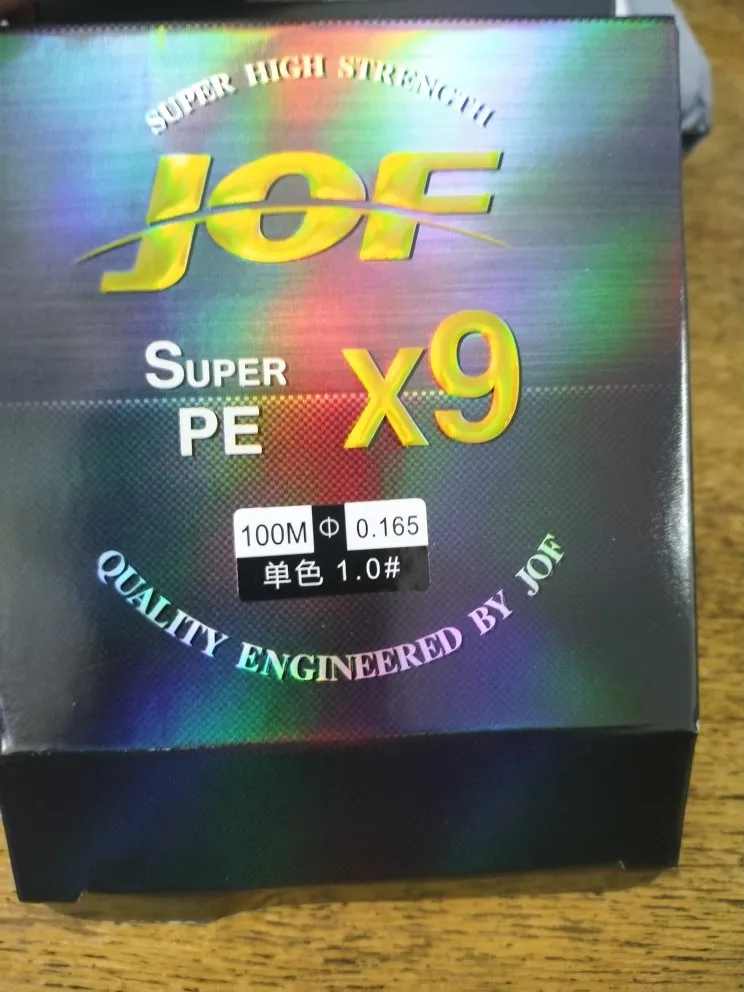 SUPER HIGH STRENGTH
JOF
SUPER
PE
X9
100M Φ 0.165
单色 1.0#
QUALITY ENGINEERED BY JOF